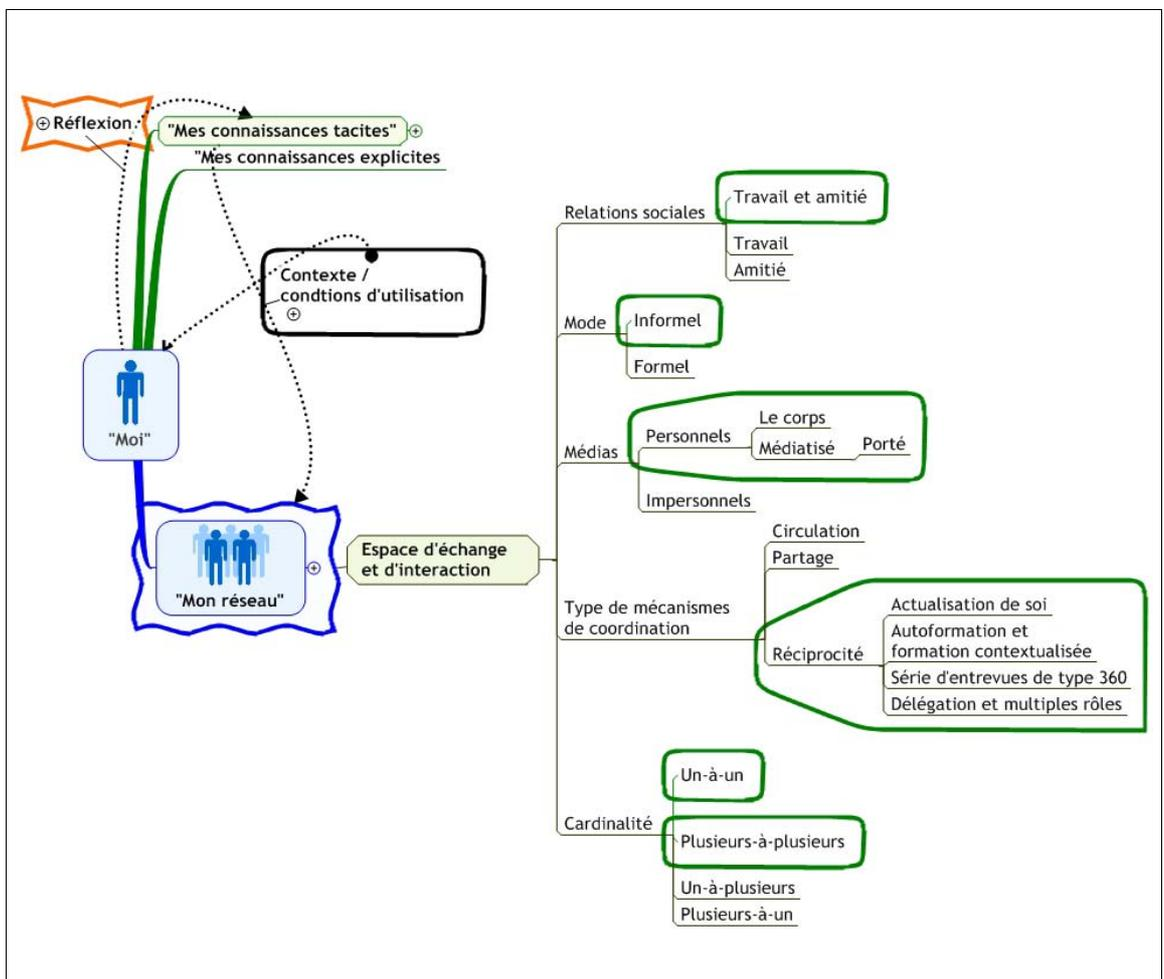 Réflexion
"Mes connaissances tacites"
"Mes connaissances explicites
Contexte /
condtions d'utilisation
"Moi"
"Mon réseau"
Espace d'échange
et d'interaction
Relations sociales
Travail et amitié
Travail
Amitié
Mode
Informel
Formel
Médias
Personnels
Le corps
Médiatisé
Porté
Impersonnels
Type de mécanismes
de coordination
Circulation
Partage
Réciprocité
Actualisation de soi
Autoformation et
formation contextualisée
Série d'entrevues de type 360
Délégation et multiples rôles
Cardinalité
Un-à-un
Plusieurs-à-plusieurs
Un-à-plusieurs
Plusieurs-à-un